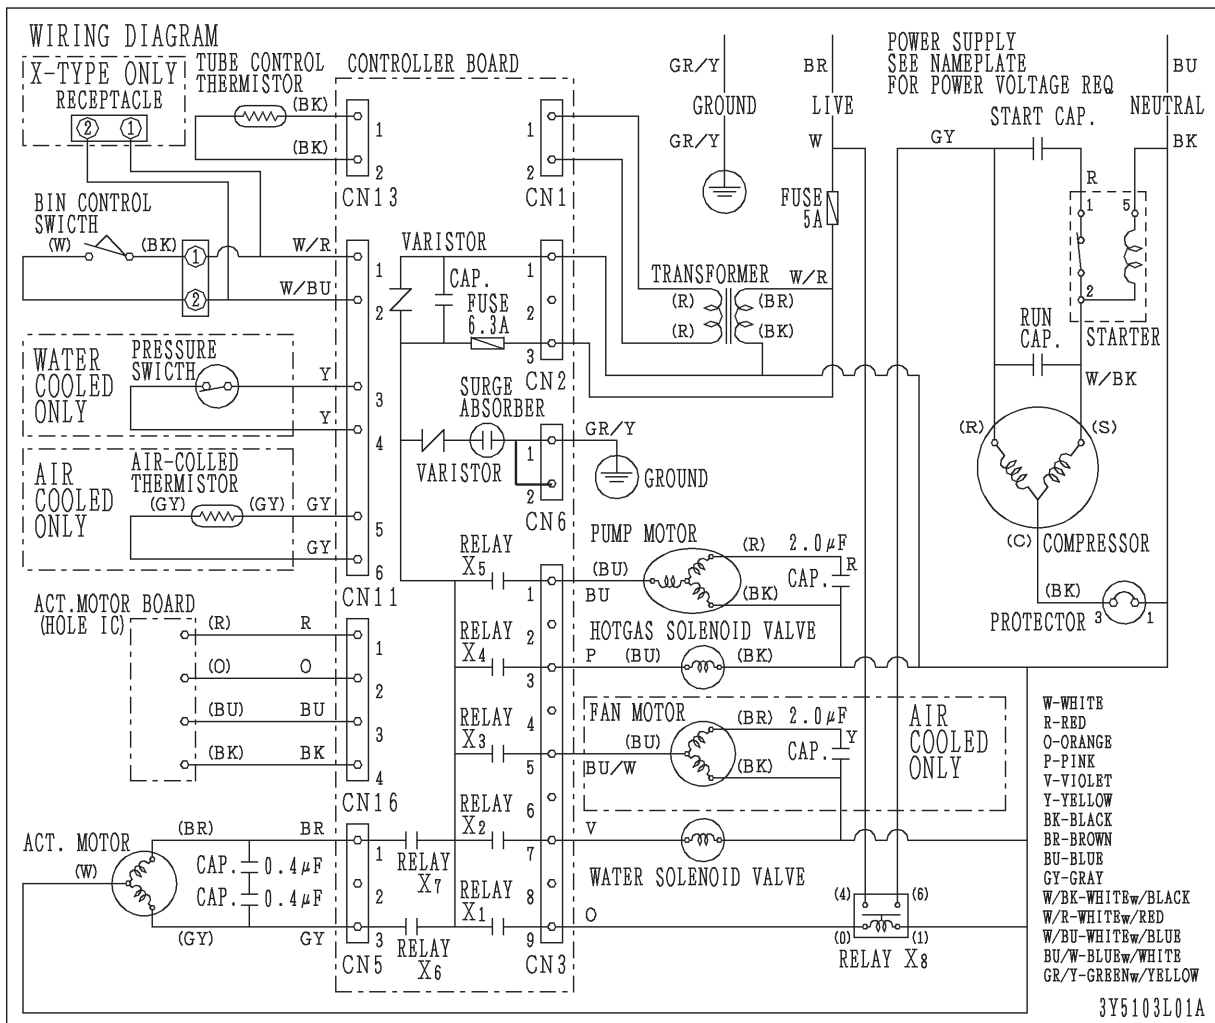 WIRING DIAGRAM
X-TYPE ONLY
RECEPTACLE
2 1
TUBE CONTROL
THERMISTOR
(BK)
(BK)
CONTROLLER BOARD
1
2
CN13
1
2
CN1
GR/Y
GROUND
GR/Y
BR
LIVE
W
FUSE
5A
POWER SUPPLY
SEE NAMEPLATE
FOR POWER VOLTAGE REQ
BU
NEUTRAL
BK
START CAP.
GY
R
1
5
2
STARTER
RUN
CAP.
W/BK
(R)
(S)
(C)
COMPRESSOR
(BK)
PROTECTOR
3
1
BIN CONTROL
SWICTH
(W)
(BK)
1
2
W/R
W/BU
VARISTOR
CAP.
FUSE
6.3A
1
2
3
CN2
TRANSFORMER
W/R
(R)
(BR)
(R)
(BK)
WATER
COOLED
ONLY
PRESSURE
SWICTH
Y
Y
AIR
COOLED
ONLY
AIR-COLLED
THERMISTOR
(GY)
(GY)
GY
GY
1
2
3
4
5
6
CN11
SURGE
ABSORBER
VARISTOR
GR/Y
1
2
CN6
GROUND
ACT.MOTOR BOARD
(HOLE IC)
(R)
R
(O)
O
(BU)
BU
(BK)
BK
1
2
3
4
CN16
RELAY
X5
RELAY
X4
RELAY
X3
RELAY
X2
RELAY
X1
1
2
3
4
5
6
7
8
9
CN3
PUMP MOTOR
(BU)
BU
(R)
2.0μF
R
CAP.
(BK)
HOTGAS SOLENOID VALVE
P
(BU)
(BK)
FAN MOTOR
(BU)
BU/W
(BR)
2.0μF
Y
CAP.
(BK)
AIR
COOLED
ONLY
V
WATER SOLENOID VALVE
O
(4)
(6)
(0)
(1)
RELAY X8
ACT. MOTOR
(W)
(BR)
BR
CAP.
0.4μF
CAP.
0.4μF
(GY)
GY
1
2
3
CN5
RELAY
X7
RELAY
X6
W-WHITE
R-RED
O-ORANGE
P-PINK
V-VIOLET
Y-YELLOW
BK-BLACK
BR-BROWN
BU-BLUE
GY-GRAY
W/BK-WHITEw/BLACK
W/R-WHITEw/RED
W/BU-WHITEw/BLUE
BU/W-BLUEw/WHITE
GR/Y-GREENw/YELLOW
3Y5103L01A